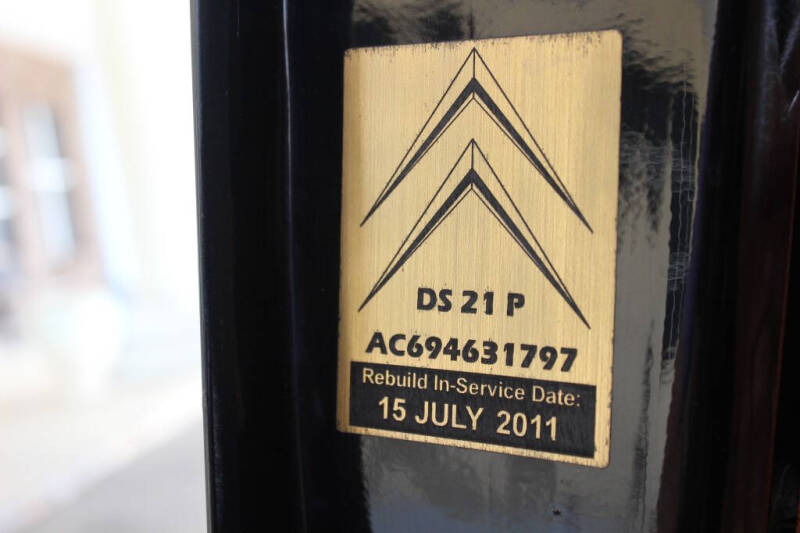 DS 21 P
AC694631797
Rebuild In-Service Date:
15 JULY 2011